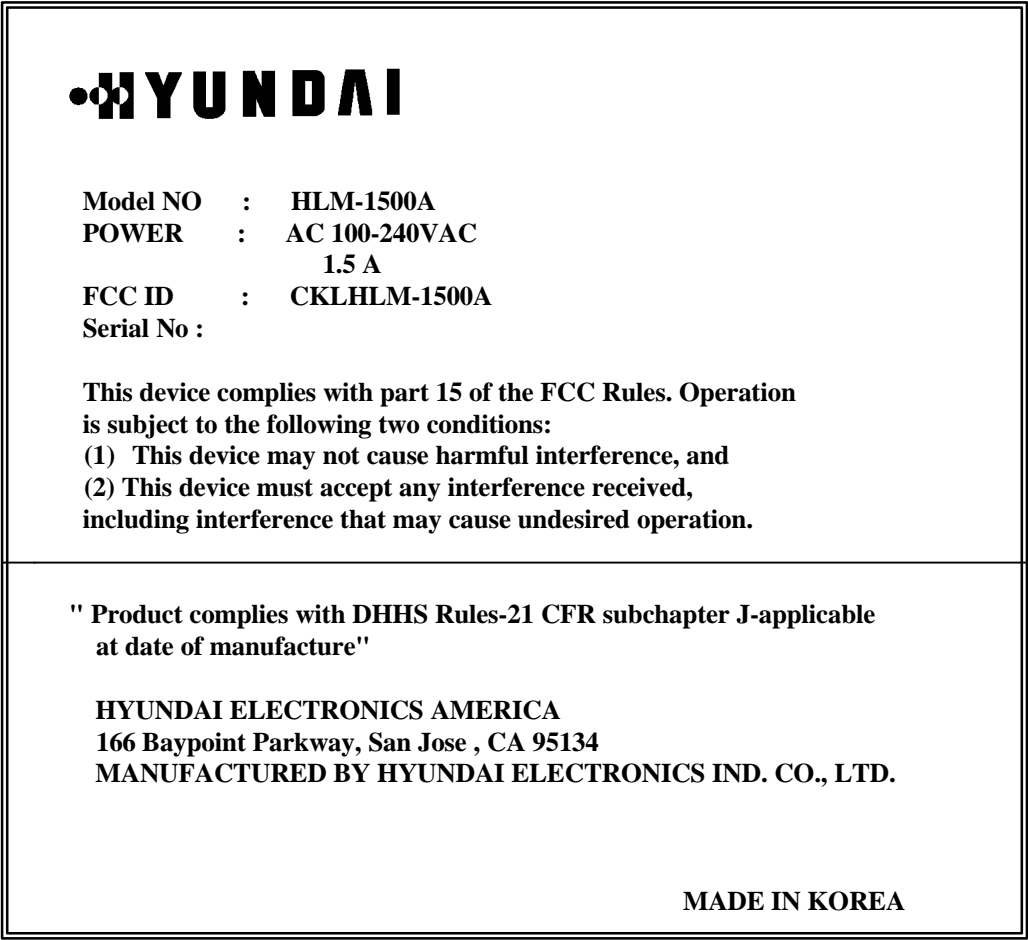 HYUNDAI
Model NO : HLM-1500A
POWER : AC 100-240VAC
1.5 A
FCC ID : CKLHLM-1500A
Serial No :
This device complies with part 15 of the FCC Rules. Operation
is subject to the following two conditions:
(1) This device may not cause harmful interference, and
(2) This device must accept any interference received,
including interference that may cause undesired operation.
" Product complies with DHHS Rules-21 CFR subchapter J-applicable
at date of manufacture"
HYUNDAI ELECTRONICS AMERICA
166 Baypoint Parkway, San Jose , CA 95134
MANUFACTURED BY HYUNDAI ELECTRONICS IND. CO., LTD.
MADE IN KOREA